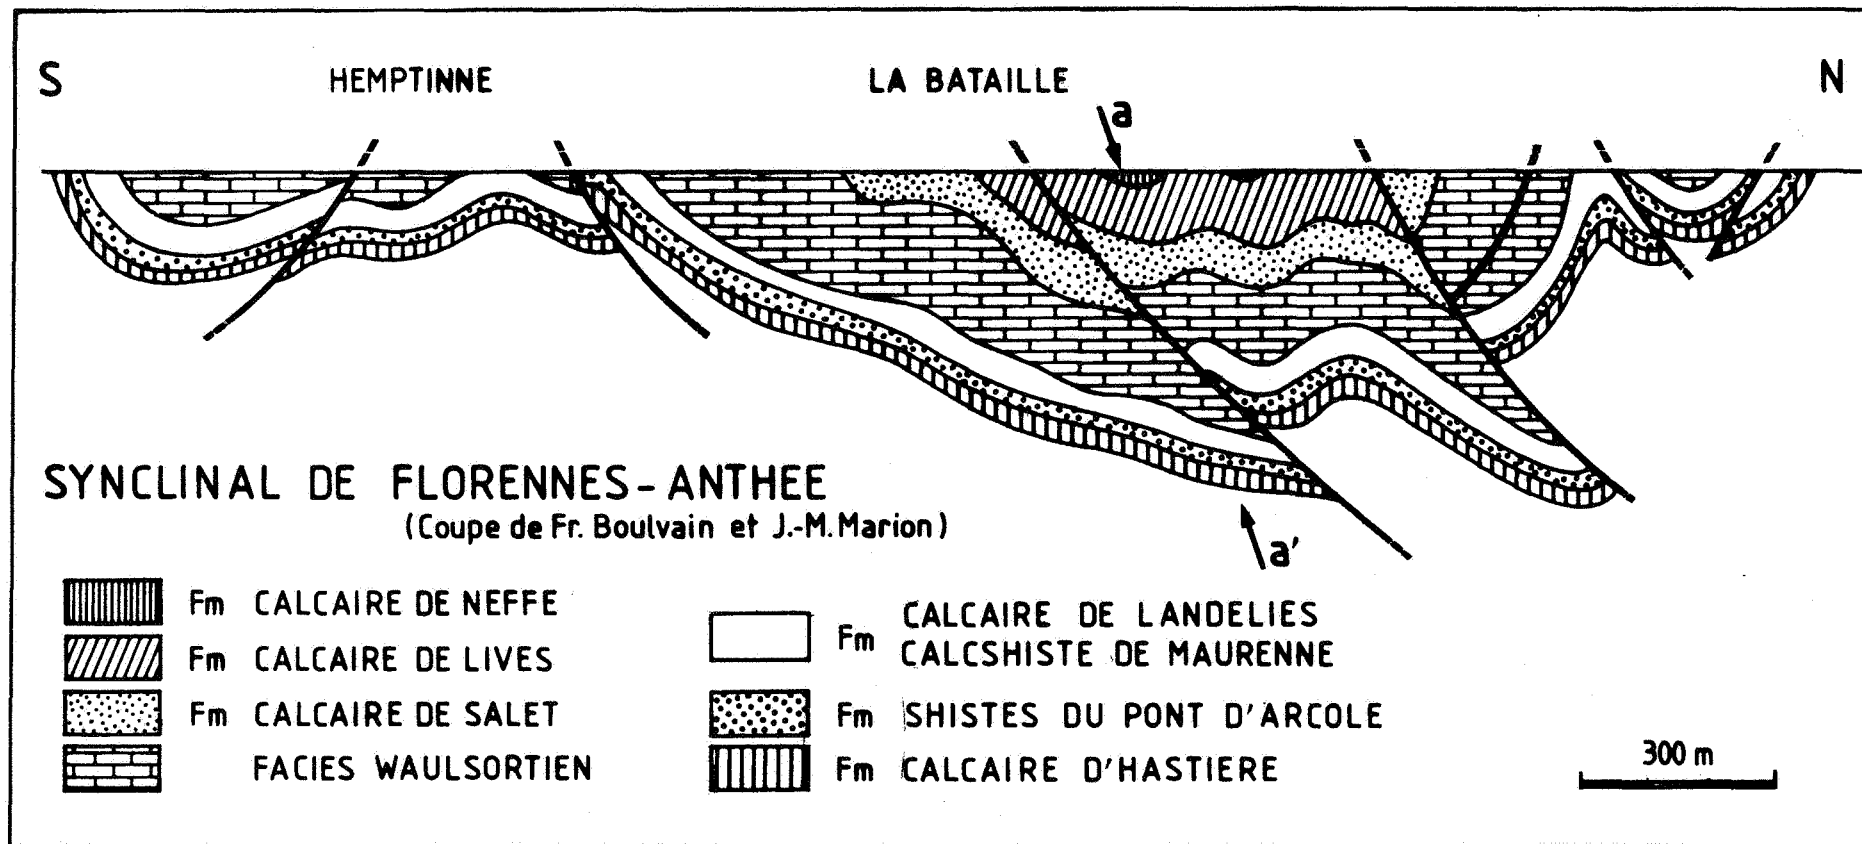 S
HEMPTINNE
LA BATAILLE
N
a
a'
SYNCLINAL DE FLORENNES-ANTHEE
(Coupe de Fr. Boulvain et J.-M. Marion)
Fm CALCAIRE DE NEFFE
Fm CALCAIRE DE LIVES
Fm CALCAIRE DE SALET
FACIES WAULSORTIEN
Fm CALCAIRE DE LANDELIES
CALCSHISTE DE MAURENNE
Fm SHISTES DU PONT D'ARCOLE
Fm CALCAIRE D'HASTIERE
300 m